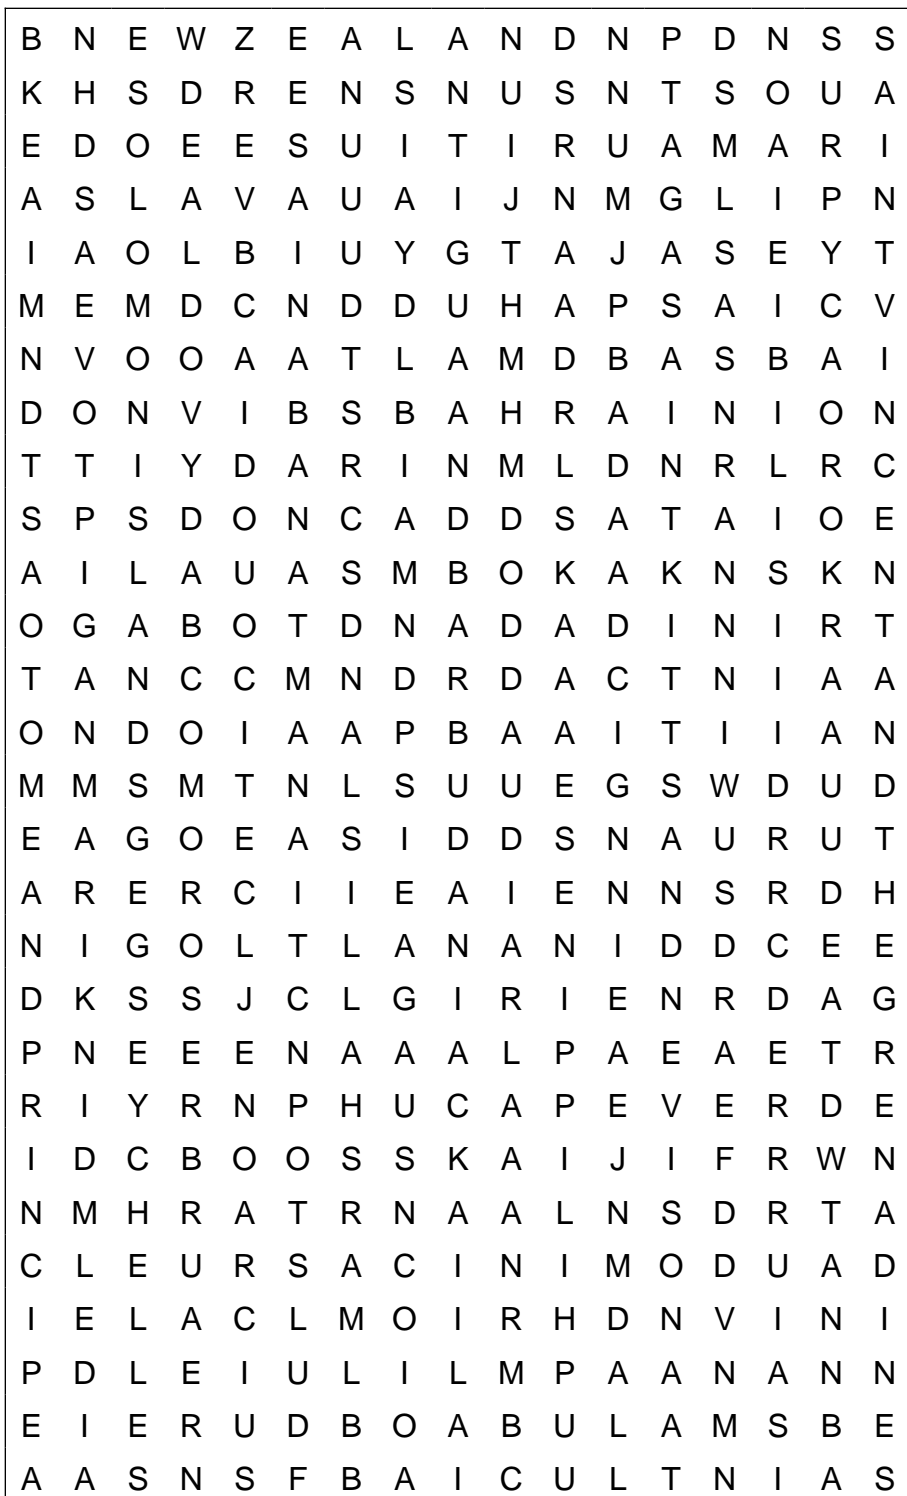 B N E W Z E A L A N D N P D N S S
K H S D R E N S N U S N T S O U A
E D O E E S U I T I R U A M A R I
A S L A V A U A I J N M G L I P N
I A O L B I U Y G T A J A S E Y T
M E M D C N D D U H A P S A I C V
N V O O A A T L A M D B A S B A I
D O N V I B S B A H R A I N I O N
T T I Y D A R I N M L D N R L R C
S P S D O N C A D D S A T A I O E
A I L A U A S M B O K A K N S K N
O G A B O T D N A D A D I N I R T
T A N C C M N D R D A C T N I A A
O N D O I A A P B A A I T I I A N
M M S M T N L S U U E G S W D U D
E A G O E A S I D D S N A U R U T
A R E R C I I E A I E N N S R D H
N I G O L T L A N A N I D D C E E
D K S S J C L G I R I E N R D A G
P N E E E N A A A L P A E A E T R
R I Y R N P H U C A P E V E R D E
I D C B O O S S K A I J I F R W N
N M H R A T R N A A L N S D R T A
C L E U R S A C I N I M O D U A D
I E L A C L M O I R H D N V I N I
P D L E I U L I L M P A A N A N N
E I E R U D B O A B U L A M S B E
A A S N S F B A I C U L T N I A S